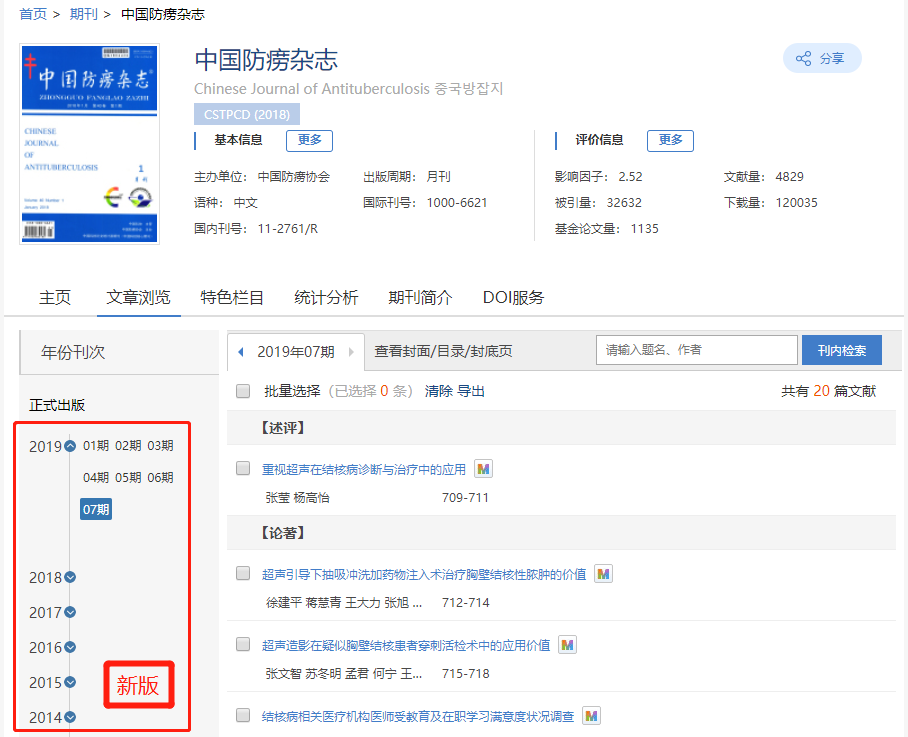 首页 > 期刊 > 中国防痨杂志
中国防痨杂志
ZHONGGUO FANGLAO ZAZHI
CHINESE
JOURNAL
OF
ANTITUBERCULOSIS
1
月刊
中国防痨杂志
Chinese Journal of Antituberculosis 중국방잡지
分享
CSTPCD (2018)
基本信息 更多
评价信息 更多
主办单位: 中国防痨协会 出版周期: 月刊
影响因子: 2.52 文献量: 4829
语种: 中文 国际刊号: 1000-6621
被引量: 32632 下载量: 120035
国内刊号: 11-2761/R
基金论文量: 1135
主页 文章浏览 特色栏目 统计分析 期刊简介 DOI服务
年份刊次
2019年07期 查看封面/目录/封底页 请输入题名、作者 刊内检索
批量选择 (已选择 0 条) 清除 导出 共有 20 篇文献
正式出版
2019 01期 02期 03期
04期 05期 06期
07期
2018
2017
2016
2015
2014
新版
【述评】
重视超声在结核病诊断与治疗中的应用 M
张莹 杨高怡 709-711
【论著】
超声引导下抽吸冲洗加药物注入术治疗胸壁结核性脓肿的价值 M
徐建平 蒋慧青 王大力 张旭 ... 712-714
超声造影在疑似胸壁结核患者穿刺活检术中的应用价值 M
张文智 苏冬明 孟君 何宁 王... 715-718
结核病相关医疗机构医师受教育及在职学习满意度状况调查 M